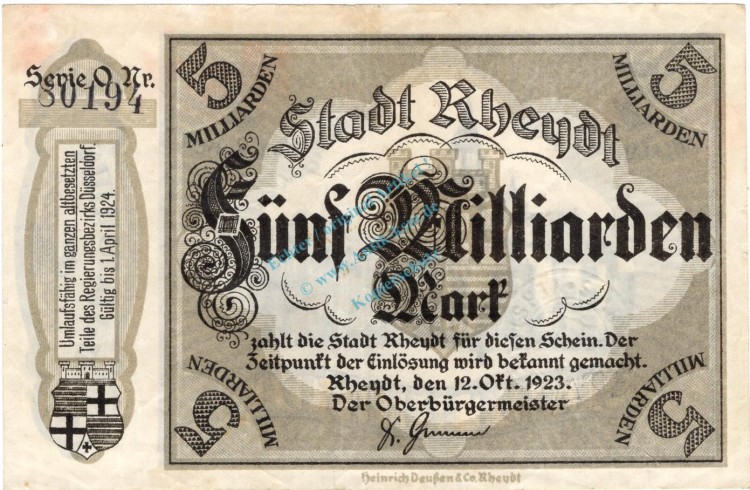 Serie O. Nr.
80194
Umlaufsfähig im ganzen altbesetzten
Teile des Regierungsbezirks Düsseldorf.
Gültig bis 1. April 1924.
5
MILLIARDEN
5
MILLIARDEN
Stadt Rheydt
Fünf Milliarden
Mark
zahlt die Stadt Rheydt für diesen Schein. Der
Zeitpunkt der Einlösung wird bekannt gemacht.
Rheydt, den 12. Okt. 1923.
Der Oberbürgermeister
5
MILLIARDEN
5
MILLIARDEN
Heinrich Deußen & Co. Rheydt